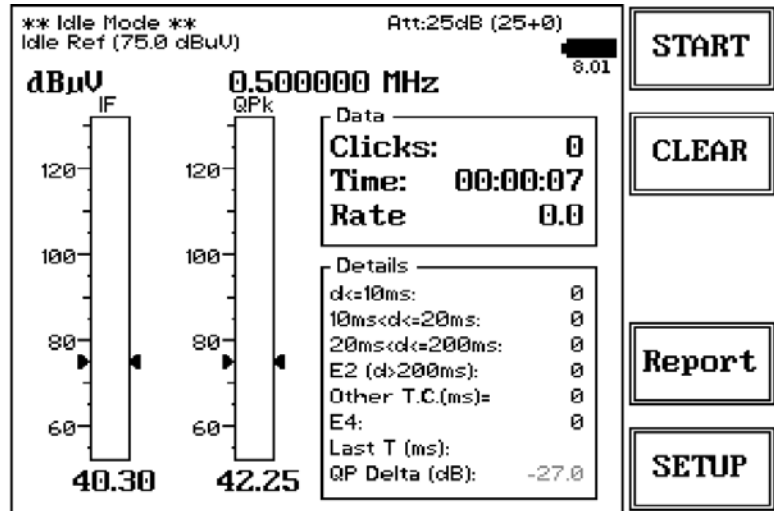 ** Idle Mode ** Att:25dB (25+0)
Idle Ref (75.0 dBuV)
8.01
dBµV 0.500000 MHz
IF QPk
120 120
100 100
80 80
60 60
40.30 42.25
Data
Clicks: 0
Time: 00:00:07
Rate 0.0
Details
d<=10ms: 0
10ms<d<=20ms: 0
20ms<d<=200ms: 0
E2 (d>200ms): 0
Other T.C.(ms)= 0
E4: 0
Last T (ms):
QP Delta (dB): -27.0
START
CLEAR
Report
SETUP